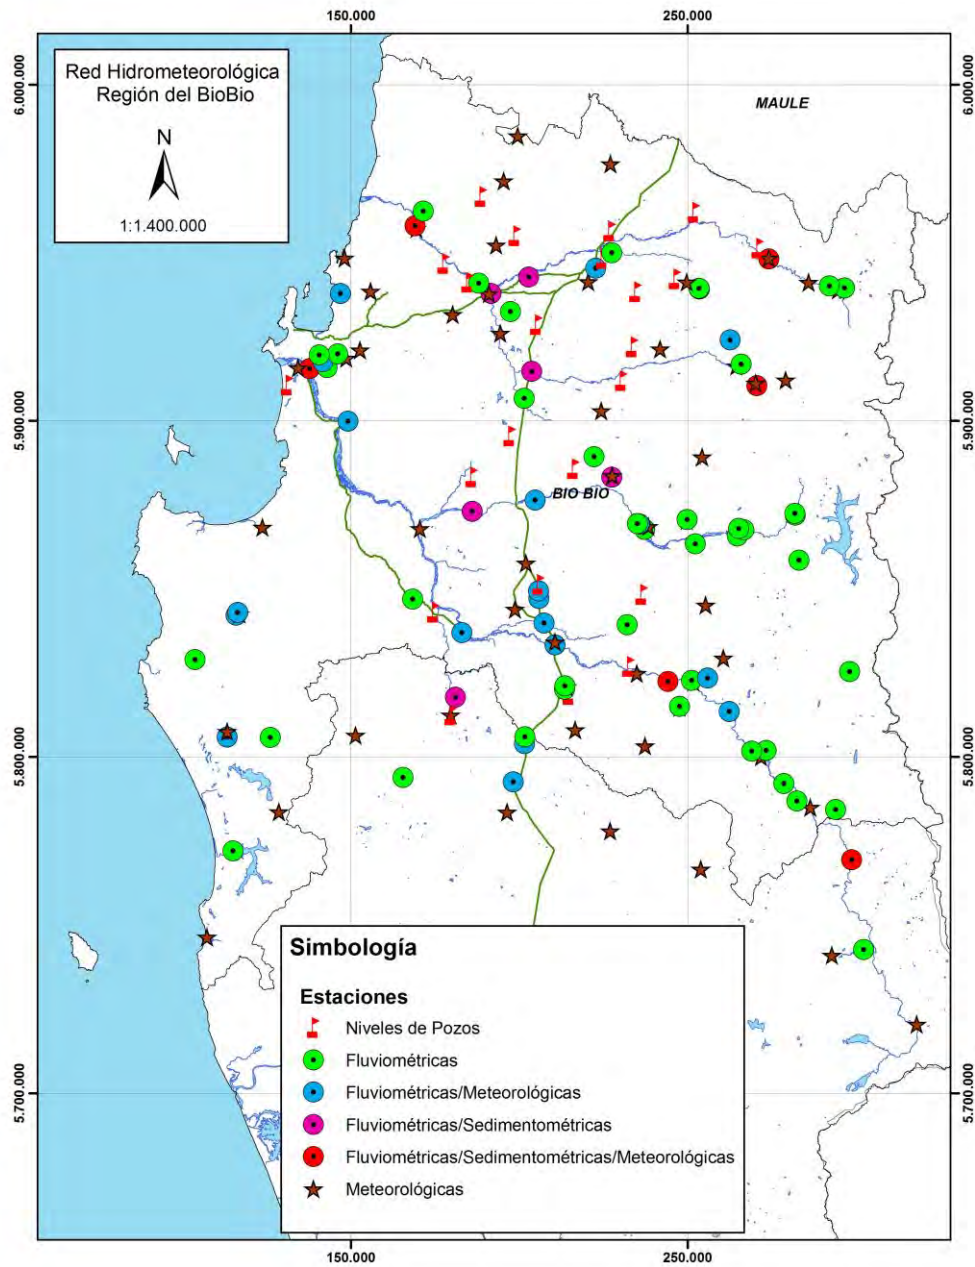 150.000
250.000
6.000.000
6.000.000
Red Hidrometeorológica
Región del BioBio
N
1:1.400.000
MAULE
5.900.000
5.900.000
BIO BIO
5.800.000
5.800.000
5.700.000
5.700.000
Simbología
Estaciones
Niveles de Pozos
Fluviométricas
Fluviométricas/Meteorológicas
Fluviométricas/Sedimentométricas
Fluviométricas/Sedimentométricas/Meteorológicas
Meteorológicas
150.000
250.000